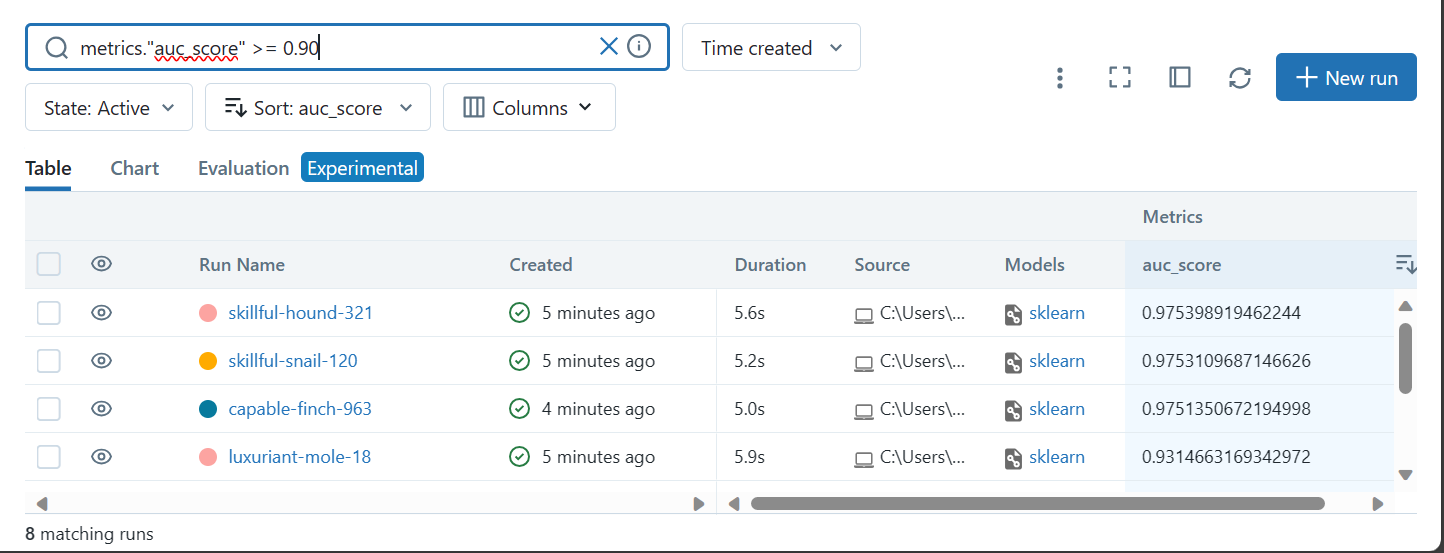 metrics."auc_score" >= 0.90
Time created
New run
State: Active
Sort: auc_score
Columns
Table Chart Evaluation Experimental
Metrics
Run Name Created Duration Source Models auc_score
skillful-hound-321 5 minutes ago 5.6s C:\Users\... sklearn 0.975398919462244
skillful-snail-120 5 minutes ago 5.2s C:\Users\... sklearn 0.9753109687146626
capable-finch-963 4 minutes ago 5.0s C:\Users\... sklearn 0.9751350672194998
luxuriant-mole-18 5 minutes ago 5.9s C:\Users\... sklearn 0.9314663169342972
8 matching runs